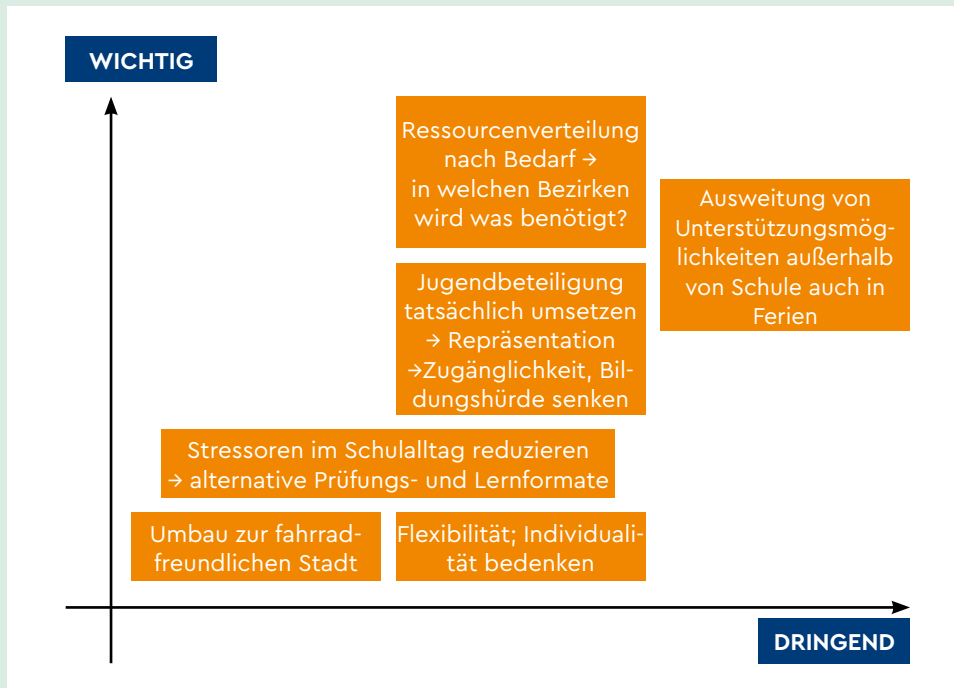 WICHTIG
Ressourcenverteilung
nach Bedarf →
in welchen Bezirken
wird was benötigt?
Ausweitung von
Unterstützungsmög-
lichkeiten außerhalb
von Schule auch in
Ferien
Jugendbeteiligung
tatsächlich umsetzen
→ Repräsentation
→Zugänglichkeit, Bil-
dungshürde senken
Stressoren im Schulalltag reduzieren
→ alternative Prüfungs- und Lernformate
Umbau zur fahrrad-
freundlichen Stadt
Flexibilität; Individuali-
tät bedenken
DRINGEND